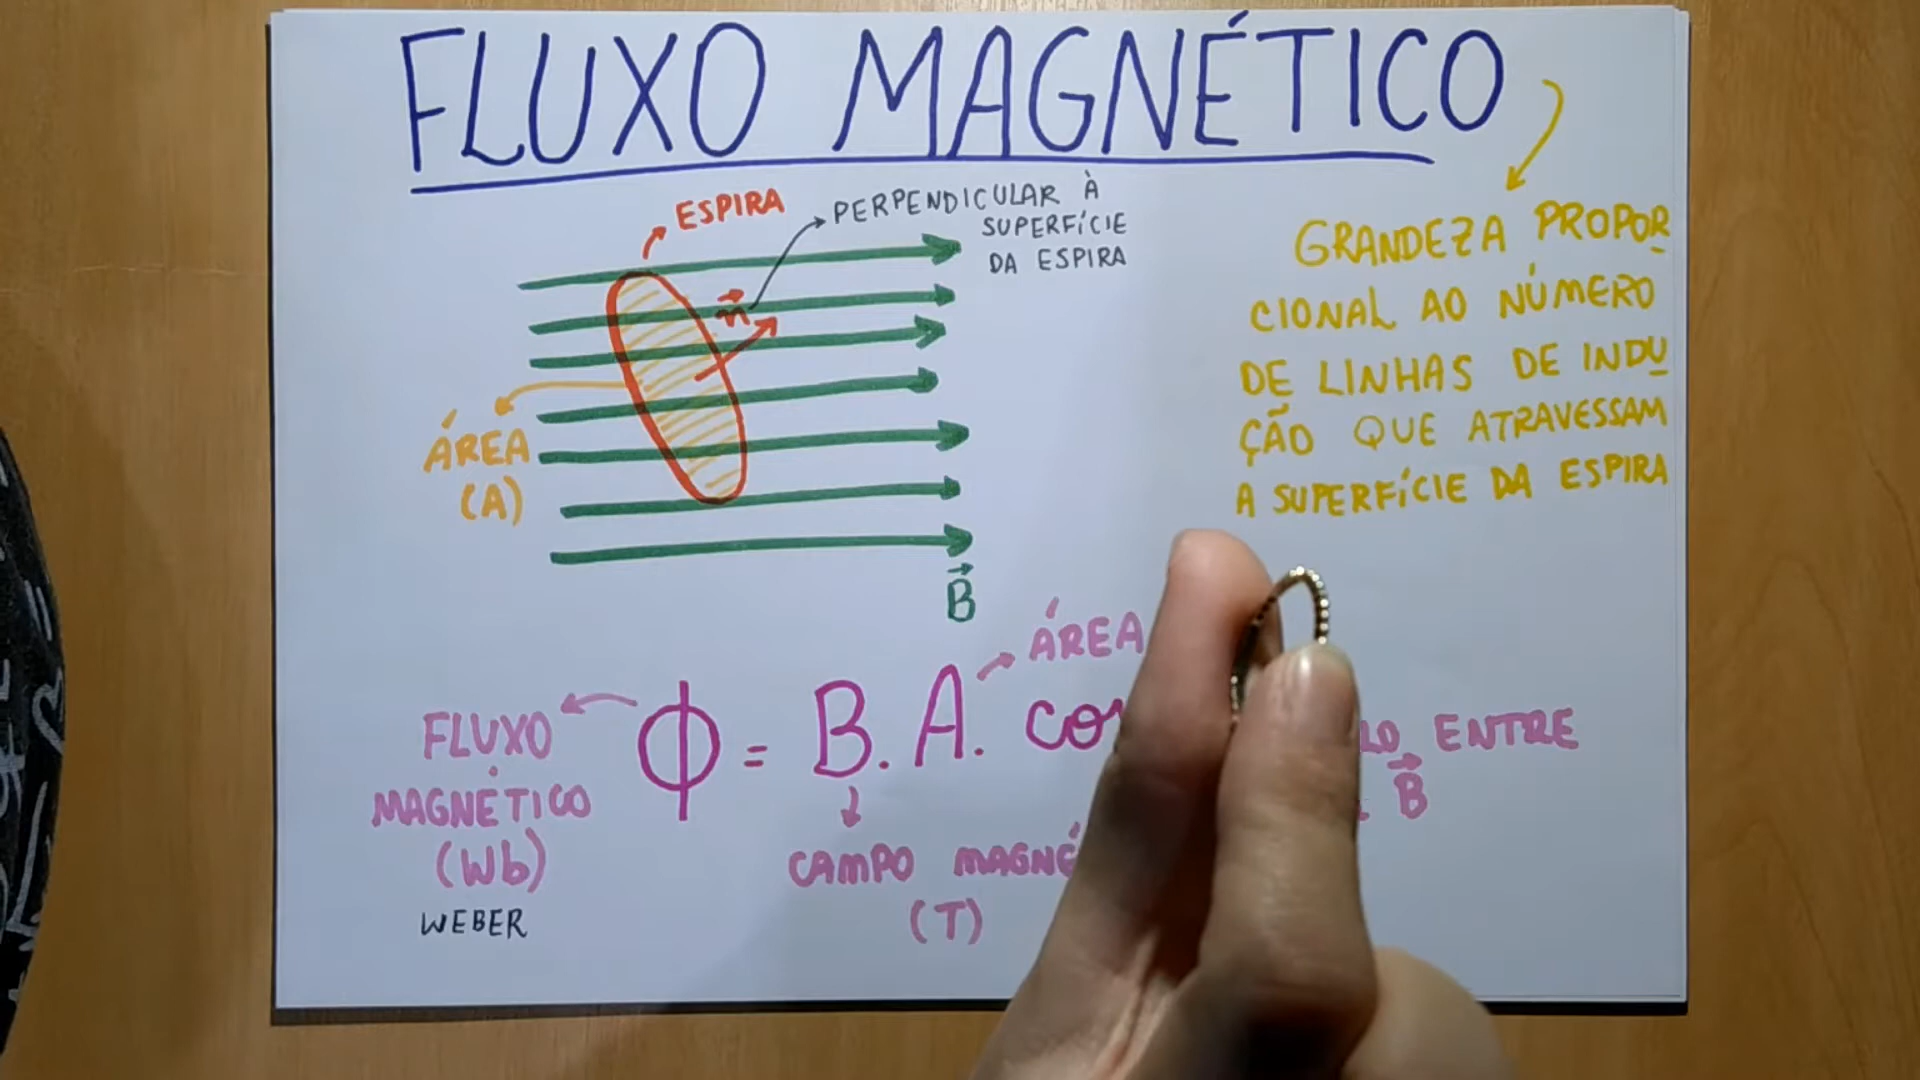 FLUXO MAGNÉTICO
ESPIRA
PERPENDICULAR À
SUPERFÍCIE
DA ESPIRA
n
ÁREA
(A)
B
GRANDEZA PROPOR
CIONAL AO NÚMERO
DE LINHAS DE INDU
ÇÃO QUE ATRAVESSAM
A SUPERFÍCIE DA ESPIRA
ÁREA
ϕ = B. A.
FLUXO
MAGNÉTICO
(Wb)
WEBER
CAMPO
(T)
ENTRE
B